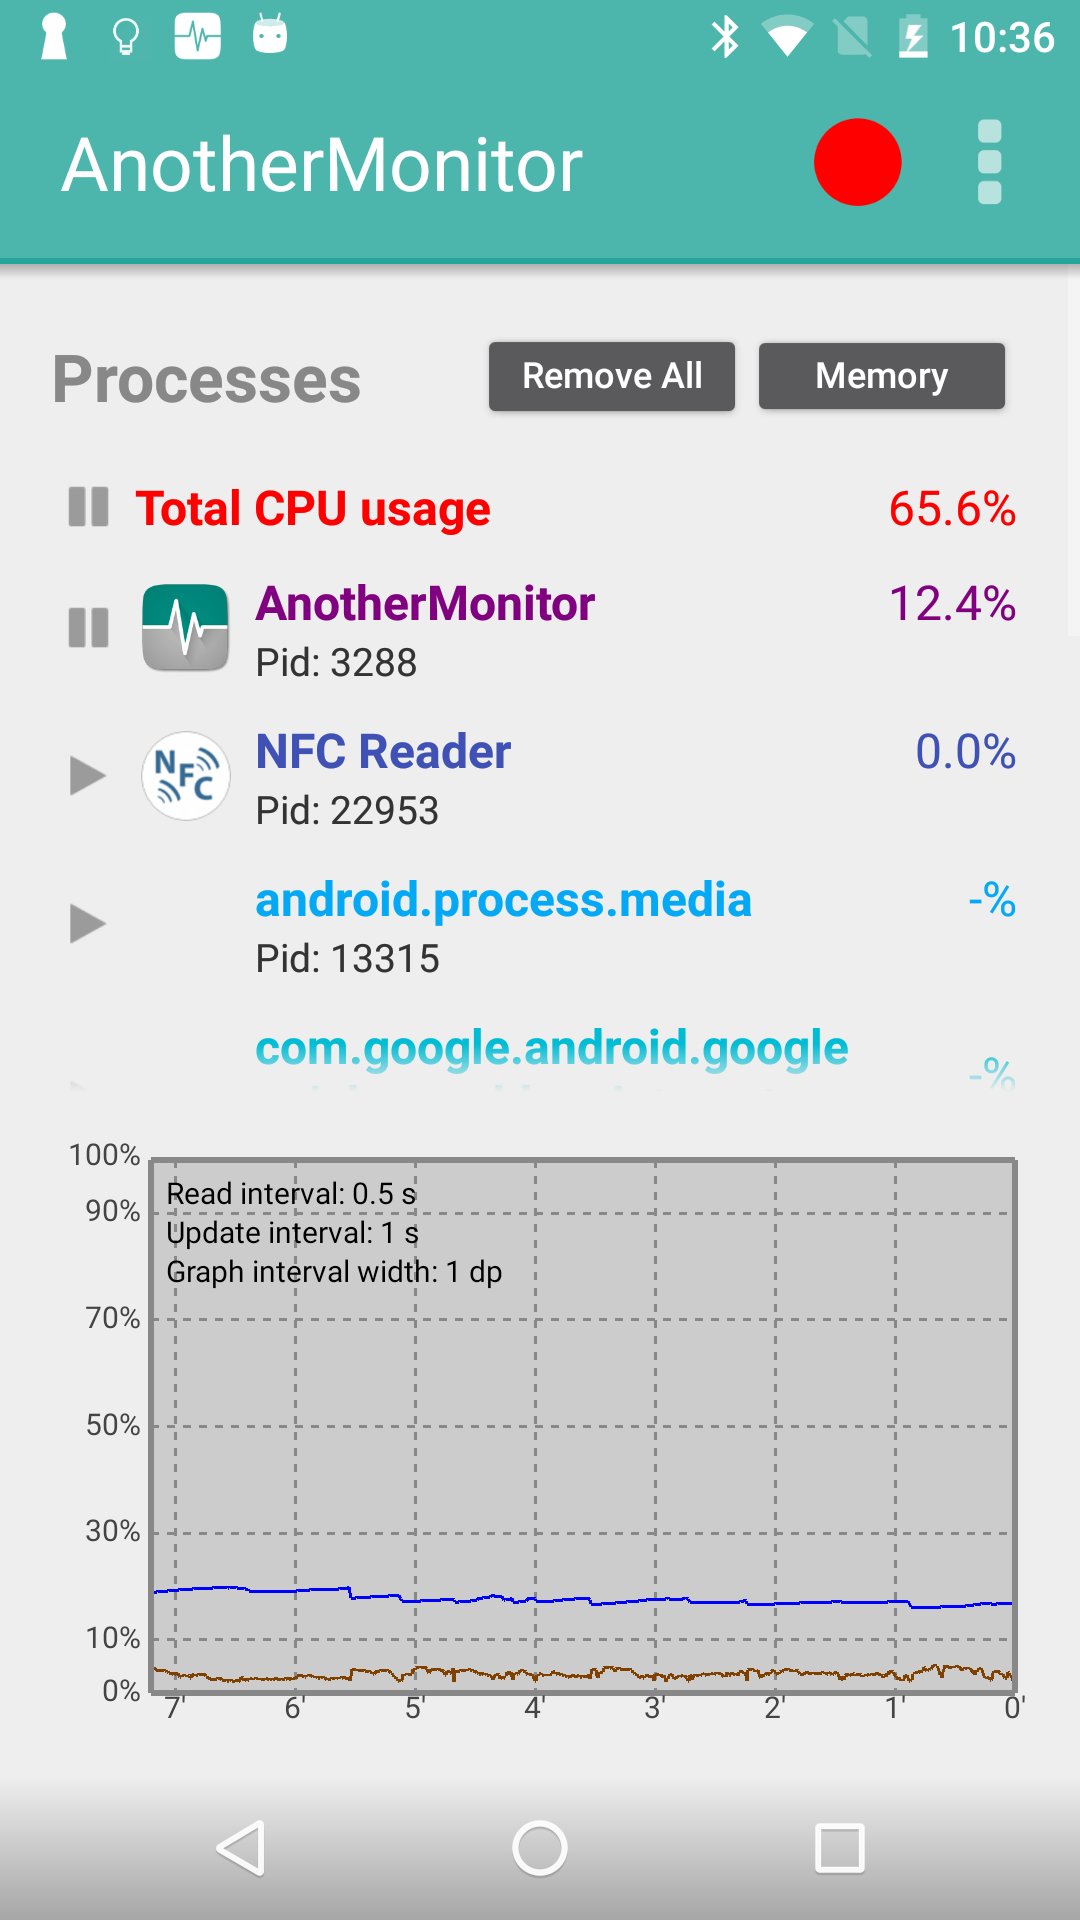 10:36
AnotherMonitor
Processes
Remove All
Memory
Total CPU usage
65.6%
AnotherMonitor
12.4%
Pid: 3288
NFC
NFC Reader
0.0%
Pid: 22953
android.process.media
-%
Pid: 13315
com.google.android.google
-%
100%
Read interval: 0.5 s
90%
Update interval: 1 s
Graph interval width: 1 dp
70%
50%
30%
10%
0%
7' 6' 5' 4' 3' 2' 1' 0'